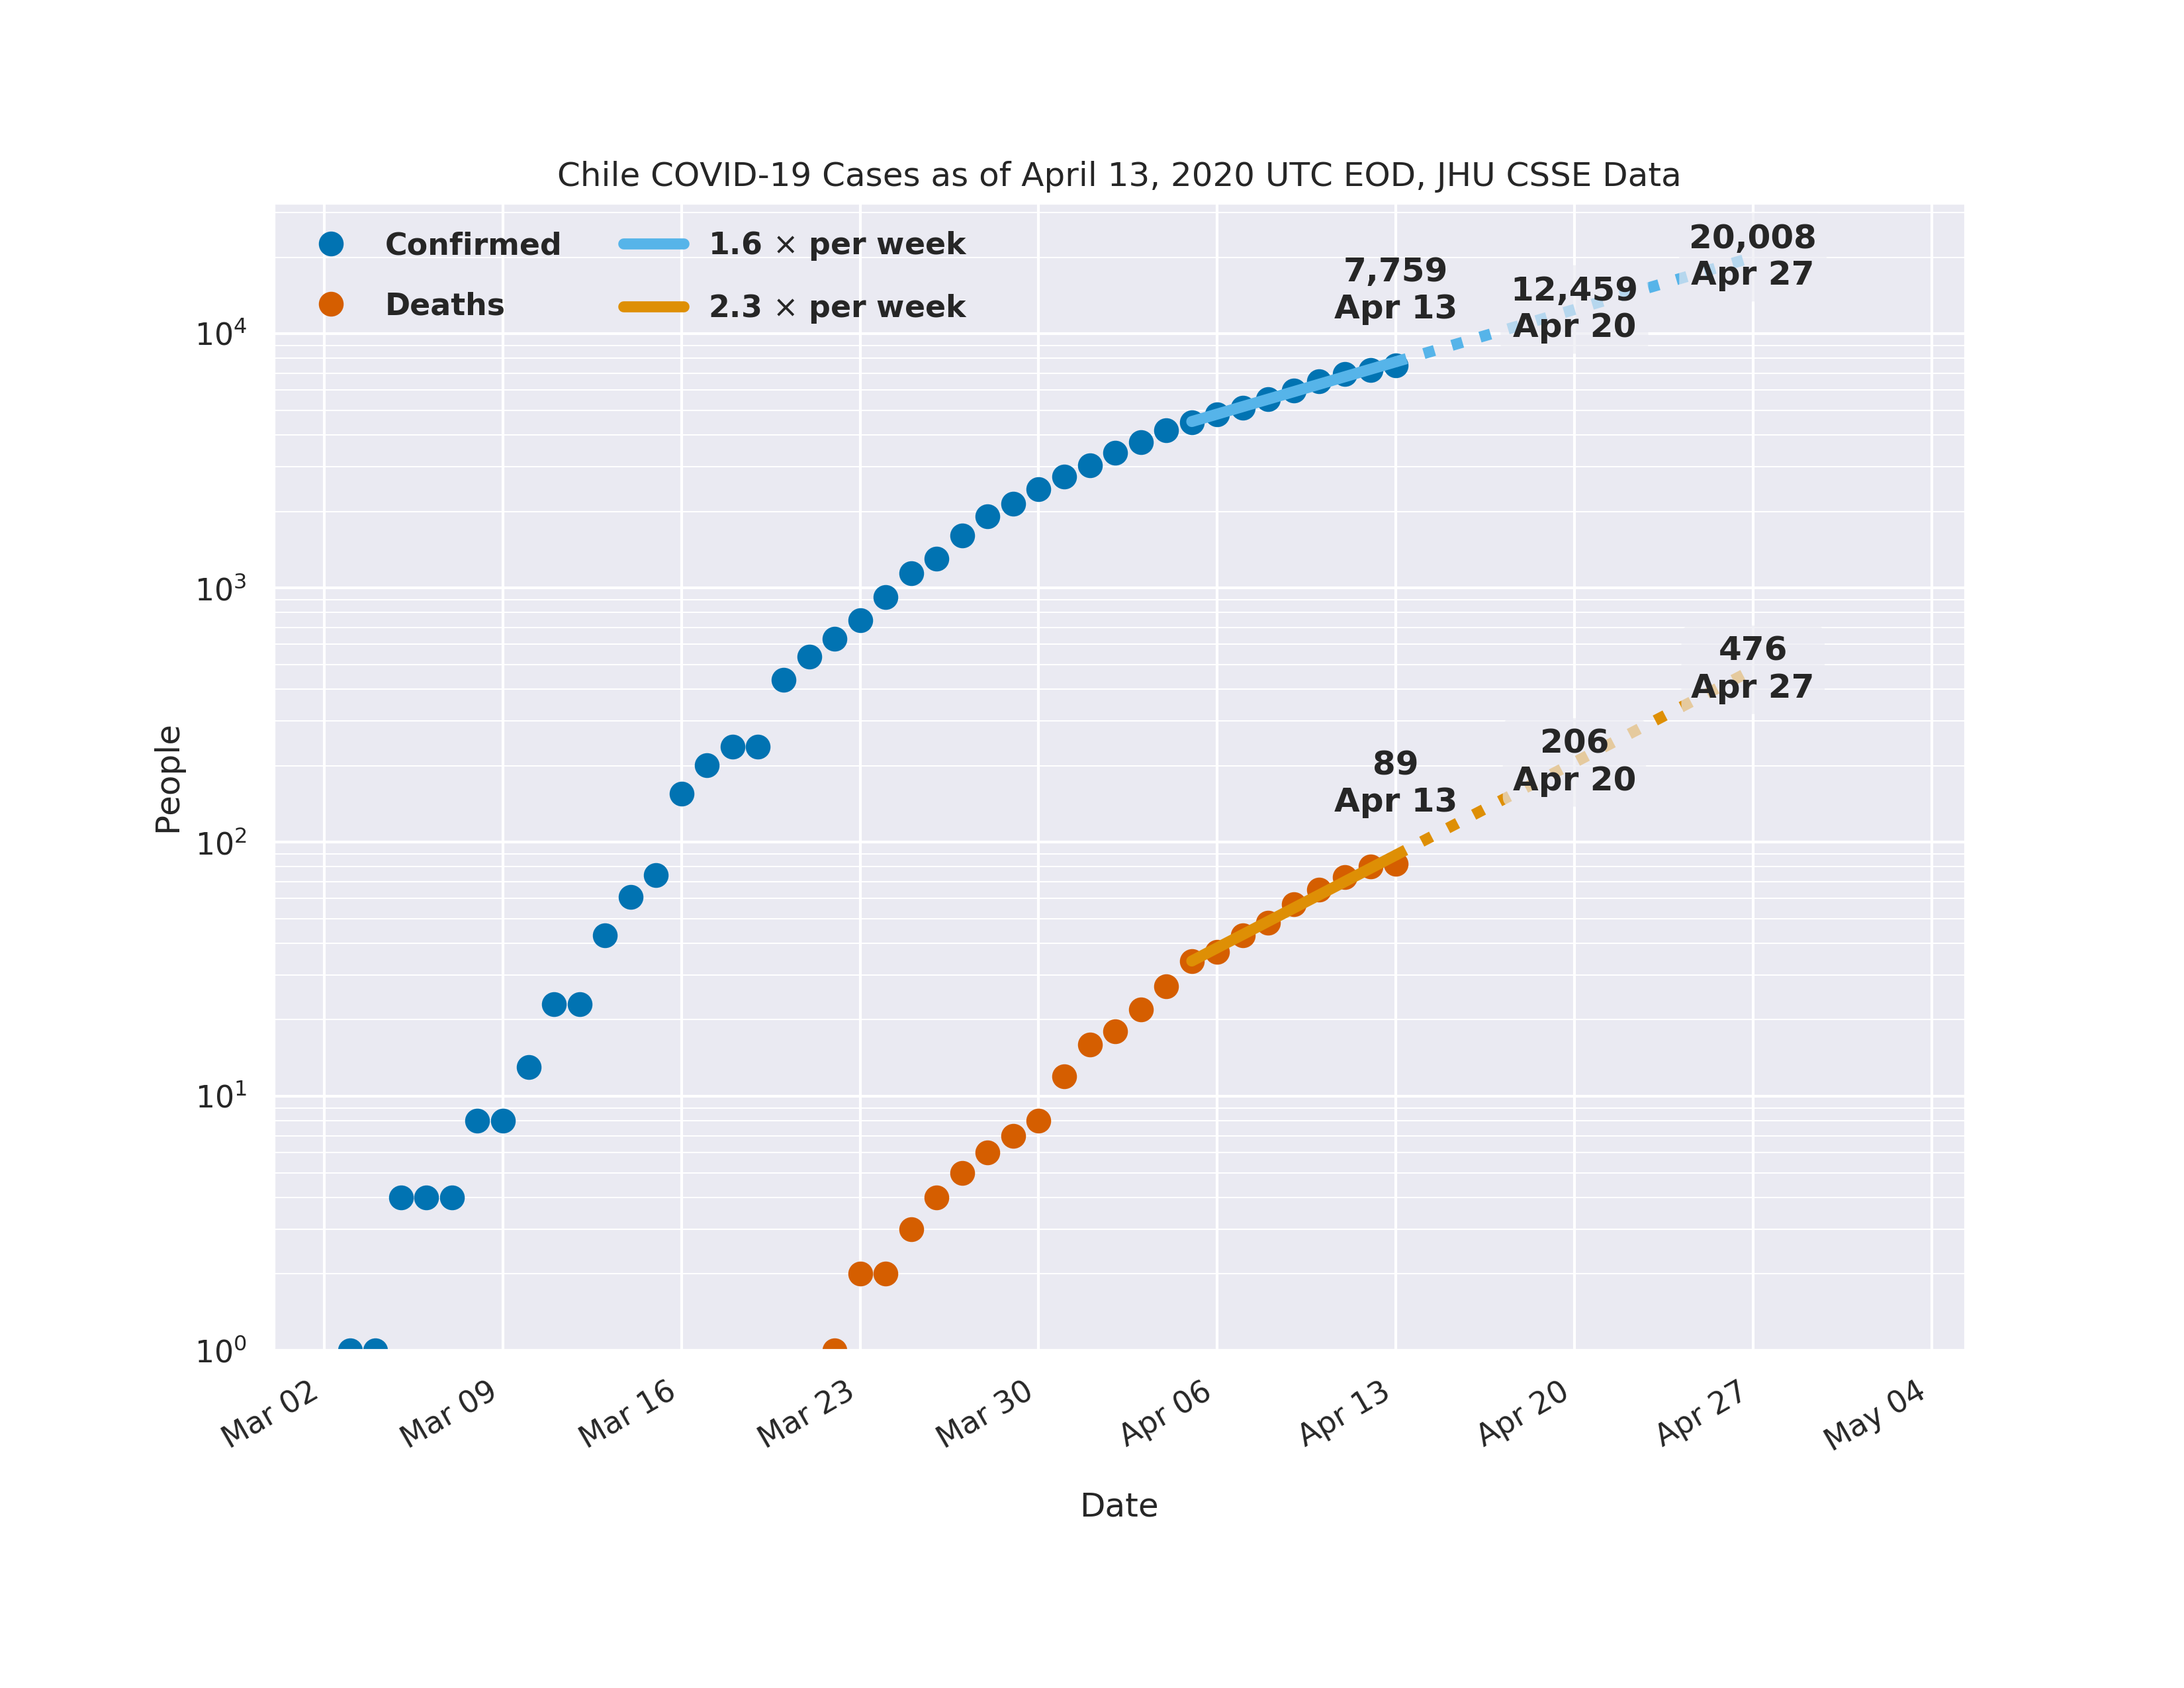 Chile COVID-19 Cases as of April 13, 2020 UTC EOD, JHU CSSE Data
Confirmed
Deaths
1.6 × per week
2.3 × per week
7,759
Apr 13
12,459
Apr 20
20,008
Apr 27
89
Apr 13
206
Apr 20
476
Apr 27
People
10⁴
10³
10²
10¹
10⁰
Mar 02
Mar 09
Mar 16
Mar 23
Mar 30
Apr 06
Apr 13
Apr 20
Apr 27
May 04
Date